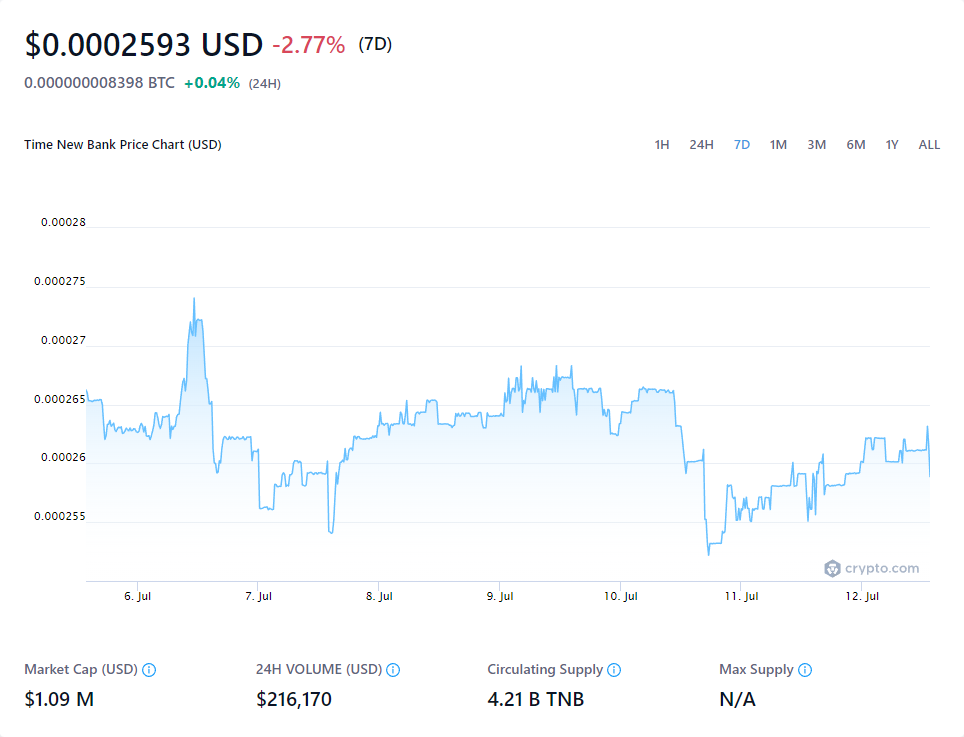 $0.0002593 USD -2.77% (7D)
0.000000008398 BTC +0.04% (24H)
Time New Bank Price Chart (USD)
1H 24H 7D 1M 3M 6M 1Y ALL
0.00028
0.000275
0.00027
0.000265
0.00026
0.000255
crypto.com
6. Jul 7. Jul 8. Jul 9. Jul 10. Jul 11. Jul 12. Jul
Market Cap (USD) 24H VOLUME (USD) Circulating Supply Max Supply
$1.09 M $216,170 4.21 B TNB N/A